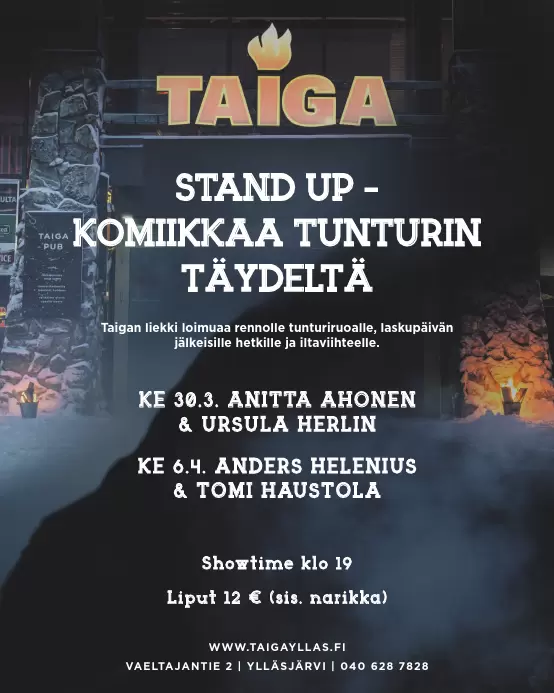 TAIGA
STAND UP -
KOMIIKKAA TUNTURIN
TÄYDELTÄ
TAIGA
PUB
Taigan liekki loimuaa rennolle tunturiruoalle, laskupäivän
jälkeisille hetkille ja iltaviihteelle.
KE 30.3. ANITTA AHONEN
& URSULA HERLIN
KE 6.4. ANDERS HELENIUS
& TOMI HAUSTOLA
Showtime klo 19
Liput 12 € (sis. narikka)
WWW.TAIGAYLLAS.FI
VAELTAJANTIE 2 | YLLÄSJÄRVI | 040 628 7828